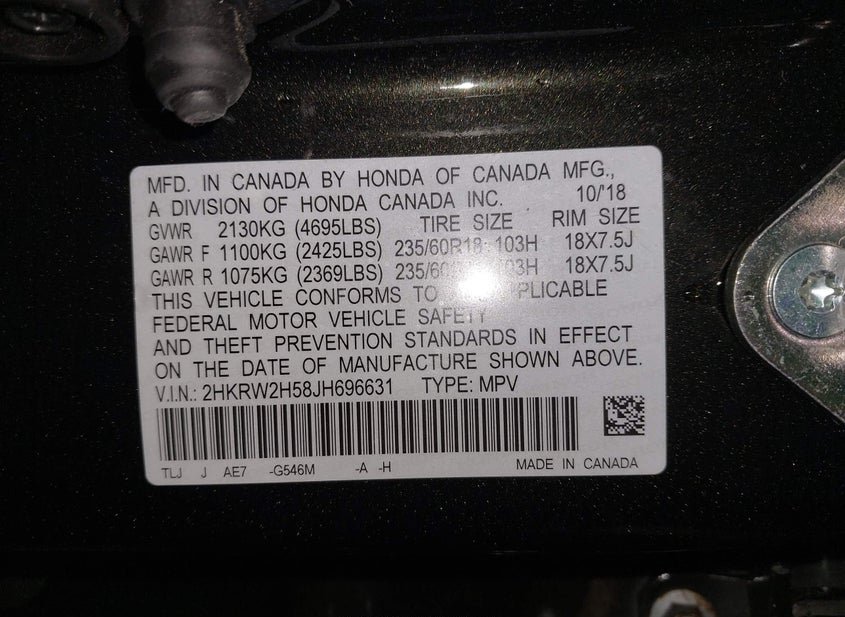 MFD. IN CANADA BY HONDA OF CANADA MFG.,
A DIVISION OF HONDA CANADA INC. 10/'18
GVWR 2130KG (4695LBS) TIRE SIZE RIM SIZE
GAWR F 1100KG (2425LBS) 235/60R18 103H 18X7.5J
GAWR R 1075KG (2369LBS) 18X7.5J
THIS VEHICLE CONFORMS TO
FEDERAL MOTOR VEHICLE SAFETY
AND THEFT PREVENTION STANDARDS IN EFFECT
ON THE DATE OF MANUFACTURE SHOWN ABOVE.
V.I.N.: 2HKRW2H58JH696631 TYPE: MPV
TLJ J AE7 -G546M -A -H MADE IN CANADA